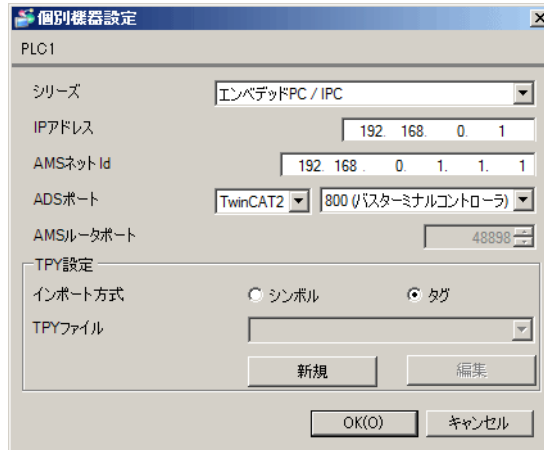 個別機器設定
PLC1
シリーズ エンベデッドPC / IPC
IPアドレス 192. 168. 0. 1
AMSネット Id 192. 168. 0. 1. 1. 1
ADSポート TwinCAT2 800 (バスターミナルコントローラ)
AMSルータポート 48898
TPY設定
インポート方式 シンボル タグ
TPYファイル
新規 編集
OK(O) キャンセル